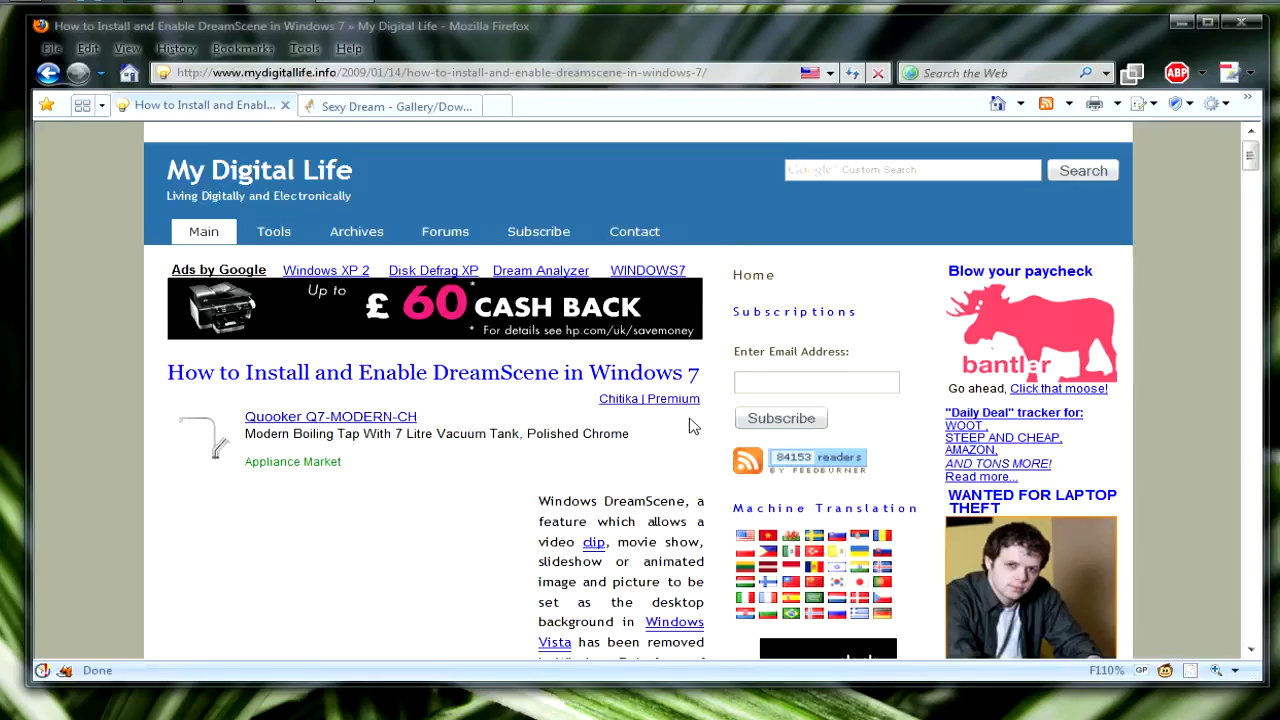 How to Install and Enable DreamScene in Windows 7 » My Digital Life - Mozilla Firefox
File Edit View History Bookmarks Tools Help
http://www.mydigitallife.info/2009/01/14/how-to-install-and-enable-dreamscene-in-windows-7/
Search the Web
ABP
How to Install and Enabl...
Sexy Dream - Gallery/Dow...
My Digital Life
Living Digitally and Electronically
Google™ Custom Search
Search
Main Tools Archives Forums Subscribe Contact
Ads by Google Windows XP 2 Disk Defrag XP Dream Analyzer WINDOWS7
Up to £ 60* CASH BACK
* For details see hp.com/uk/savemoney
How to Install and Enable DreamScene in Windows 7
Chitika | Premium
Quooker Q7-MODERN-CH
Modern Boiling Tap With 7 Litre Vacuum Tank, Polished Chrome
Appliance Market
Windows DreamScene, a
feature which allows a
video clip, movie show,
slideshow or animated
image and picture to be
set as the desktop
background in Windows
Vista has been removed
Home
Subscriptions
Enter Email Address:
Subscribe
84153 readers
BY FEEDBURNER
Machine Translation
Blow your paycheck
bantler
Go ahead, Click that moose!
"Daily Deal" tracker for:
WOOT ,
STEEP AND CHEAP,
AMAZON,
AND TONS MORE!
Read more...
WANTED FOR LAPTOP
THEFT
Done
F110%
GP